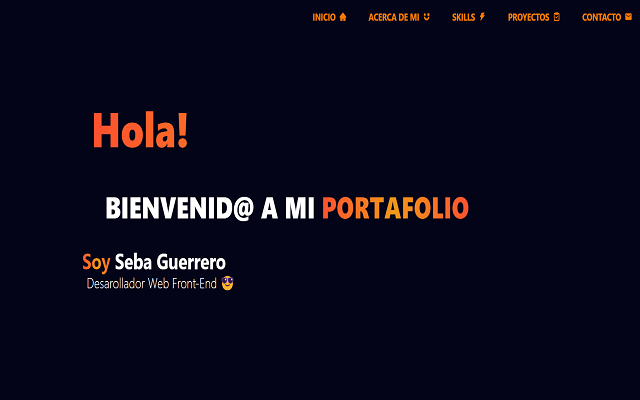 INICIO ACERCA DE MI SKILLS PROYECTOS CONTACTO
Hola!
BIENVENID@ A MI PORTAFOLIO
Soy Seba Guerrero
Desarollador Web Front-End